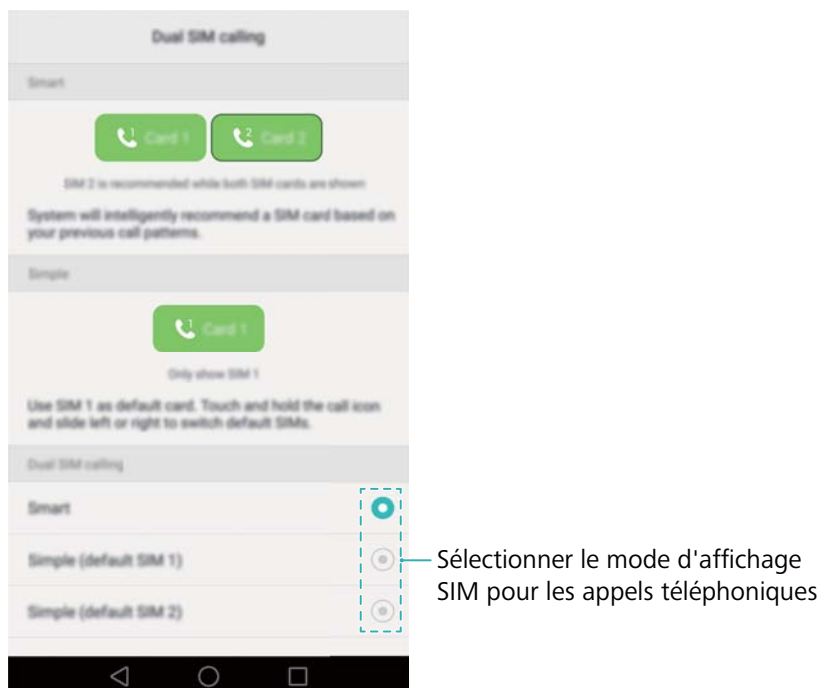 Dual SIM calling
Smart
1 Card 1 2 Card 2
SIM 2 is recommended while both SIM cards are shown
System will intelligently recommend a SIM card based on
your previous call patterns.
Simple
1 Card 1
Only show SIM 1
Use SIM 1 as default card. Touch and hold the call icon
and slide left or right to switch default SIMs.
Dual SIM calling
Smart
Simple (default SIM 1)
Sélectionner le mode d'affichage
SIM pour les appels téléphoniques
Simple (default SIM 2)